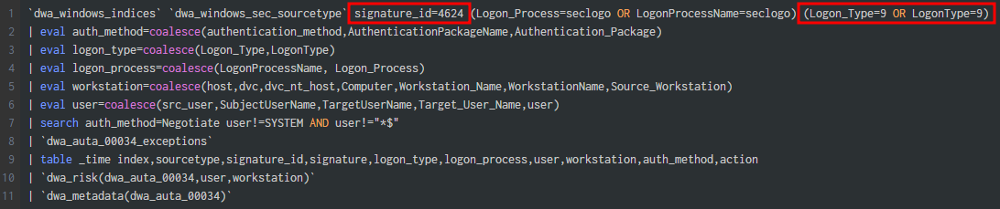 1 `dwa_windows_indices` `dwa_windows_sec_sourcetype` signature_id=4624 (Logon_Process=seclogo OR LogonProcessName=seclogo) (Logon_Type=9 OR LogonType=9)
2 | eval auth_method=coalesce(authentication_method,AuthenticationPackageName,Authentication_Package)
3 | eval logon_type=coalesce(Logon_Type,LogonType)
4 | eval logon_process=coalesce(LogonProcessName, Logon_Process)
5 | eval workstation=coalesce(host,dvc,dvc_nt_host,Computer,Workstation_Name,WorkstationName,Source_Workstation)
6 | eval user=coalesce(src_user,SubjectUserName,TargetUserName,Target_User_Name,user)
7 | search auth_method=Negotiate user!=SYSTEM AND user!="*$"
8 | `dwa_auta_00034_exceptions`
9 | table _time index,sourcetype,signature_id,signature,logon_type,logon_process,user,workstation,auth_method,action
10 | `dwa_risk(dwa_auta_00034,user,workstation)`
11 | `dwa_metadata(dwa_auta_00034)`